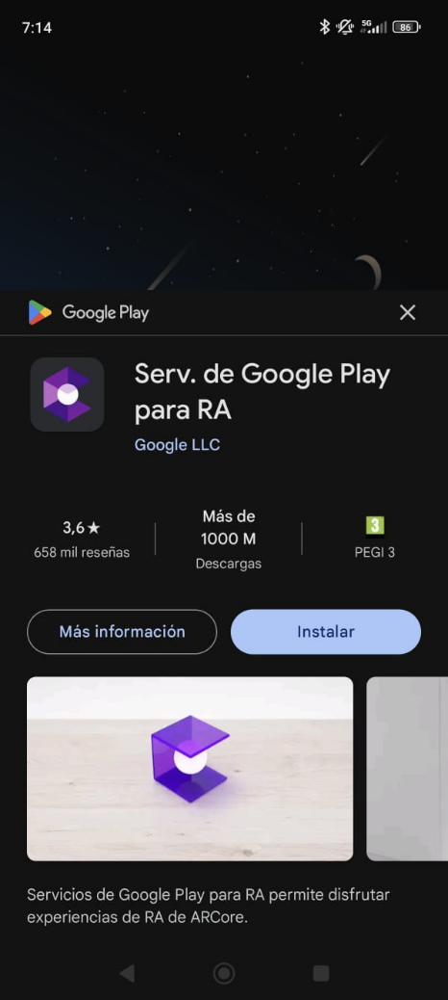 7:14
5G
86
Google Play
Serv. de Google Play
para RA
Google LLC
3,6★
658 mil reseñas
Más de
1000 M
Descargas
3
PEGI 3
Más información
Instalar
Servicios de Google Play para RA permite disfrutar
experiencias de RA de ARCore.